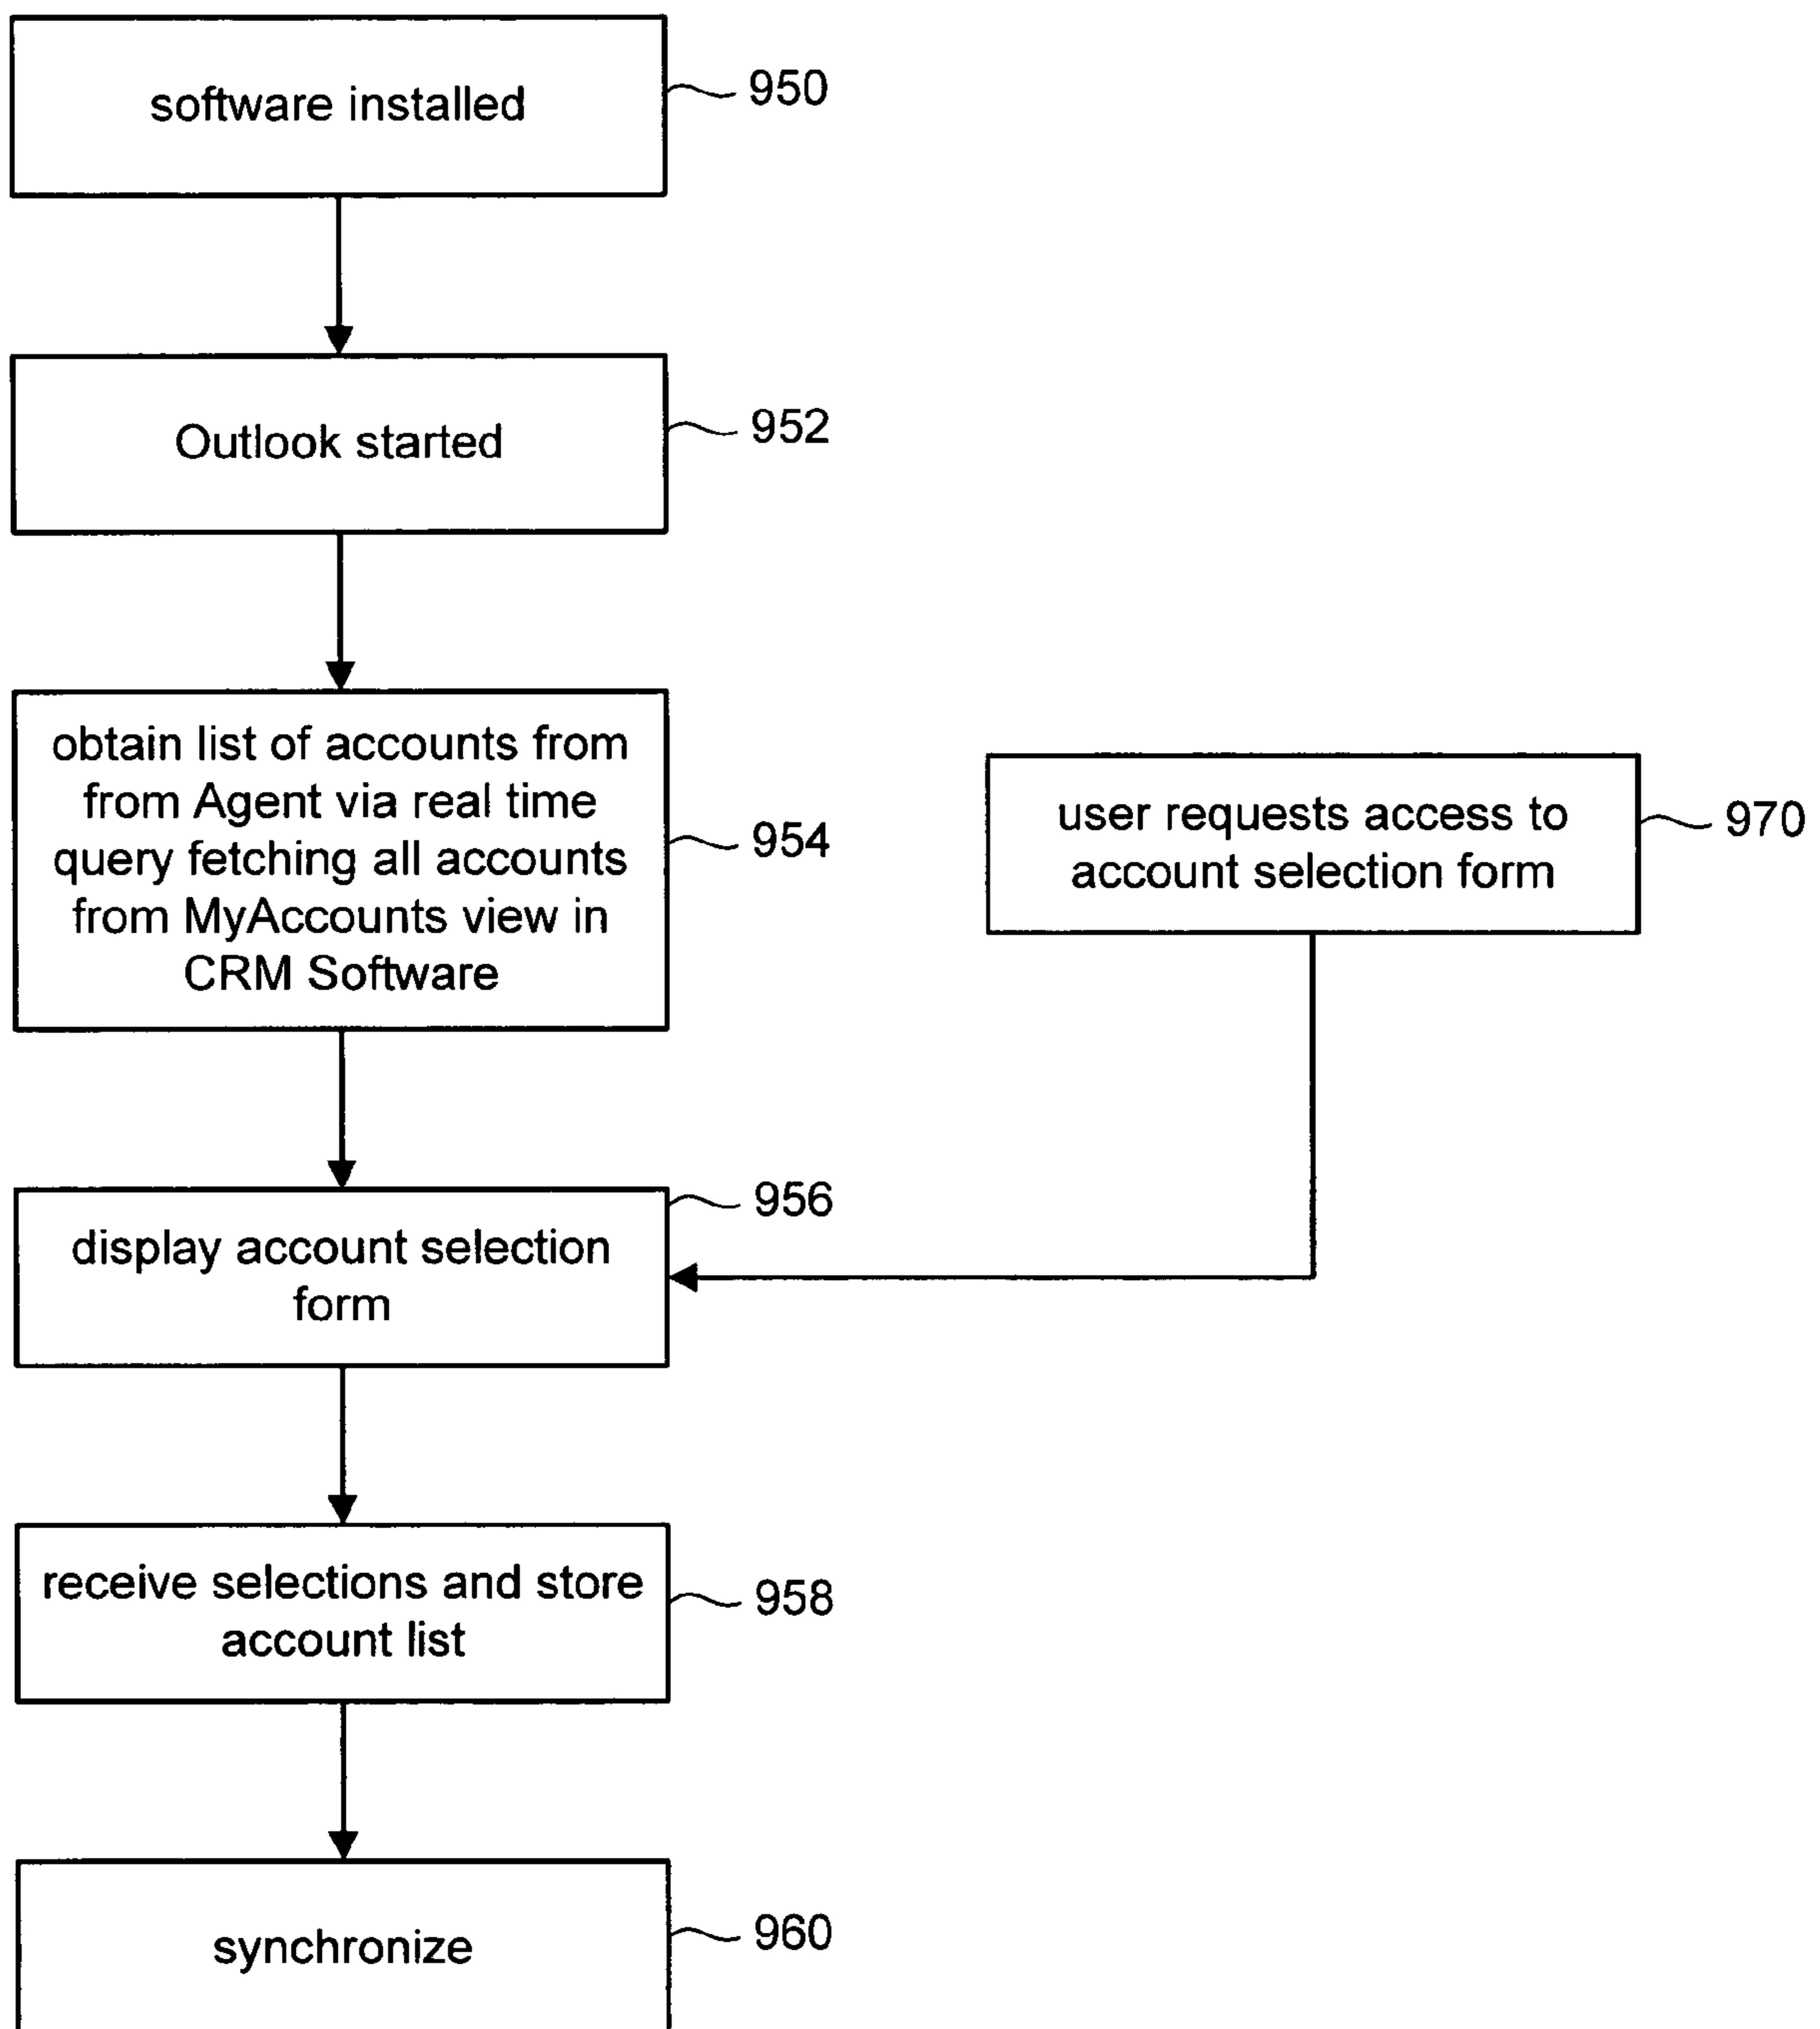 software installed
950
Outlook started
952
obtain list of accounts from
from Agent via real time
query fetching all accounts
from MyAccounts view in
CRM Software
954
user requests access to
account selection form
970
display account selection
form
956
receive selections and store
account list
958
synchronize
960